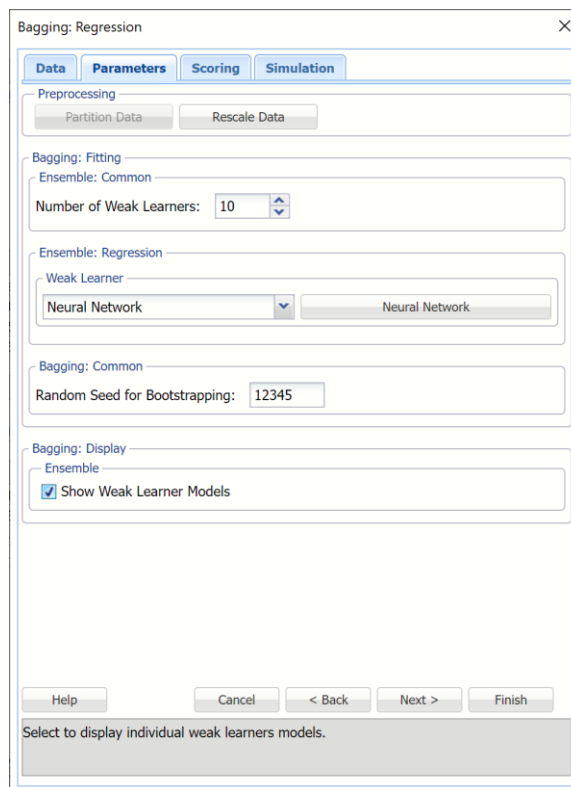 Bagging: Regression
Data Parameters Scoring Simulation
Preprocessing
Partition Data Rescale Data
Bagging: Fitting
Ensemble: Common
Number of Weak Learners: 10
Ensemble: Regression
Weak Learner
Neural Network Neural Network
Bagging: Common
Random Seed for Bootstrapping: 12345
Bagging: Display
Ensemble
Show Weak Learner Models
Help Cancel < Back Next > Finish
Select to display individual weak learners models.